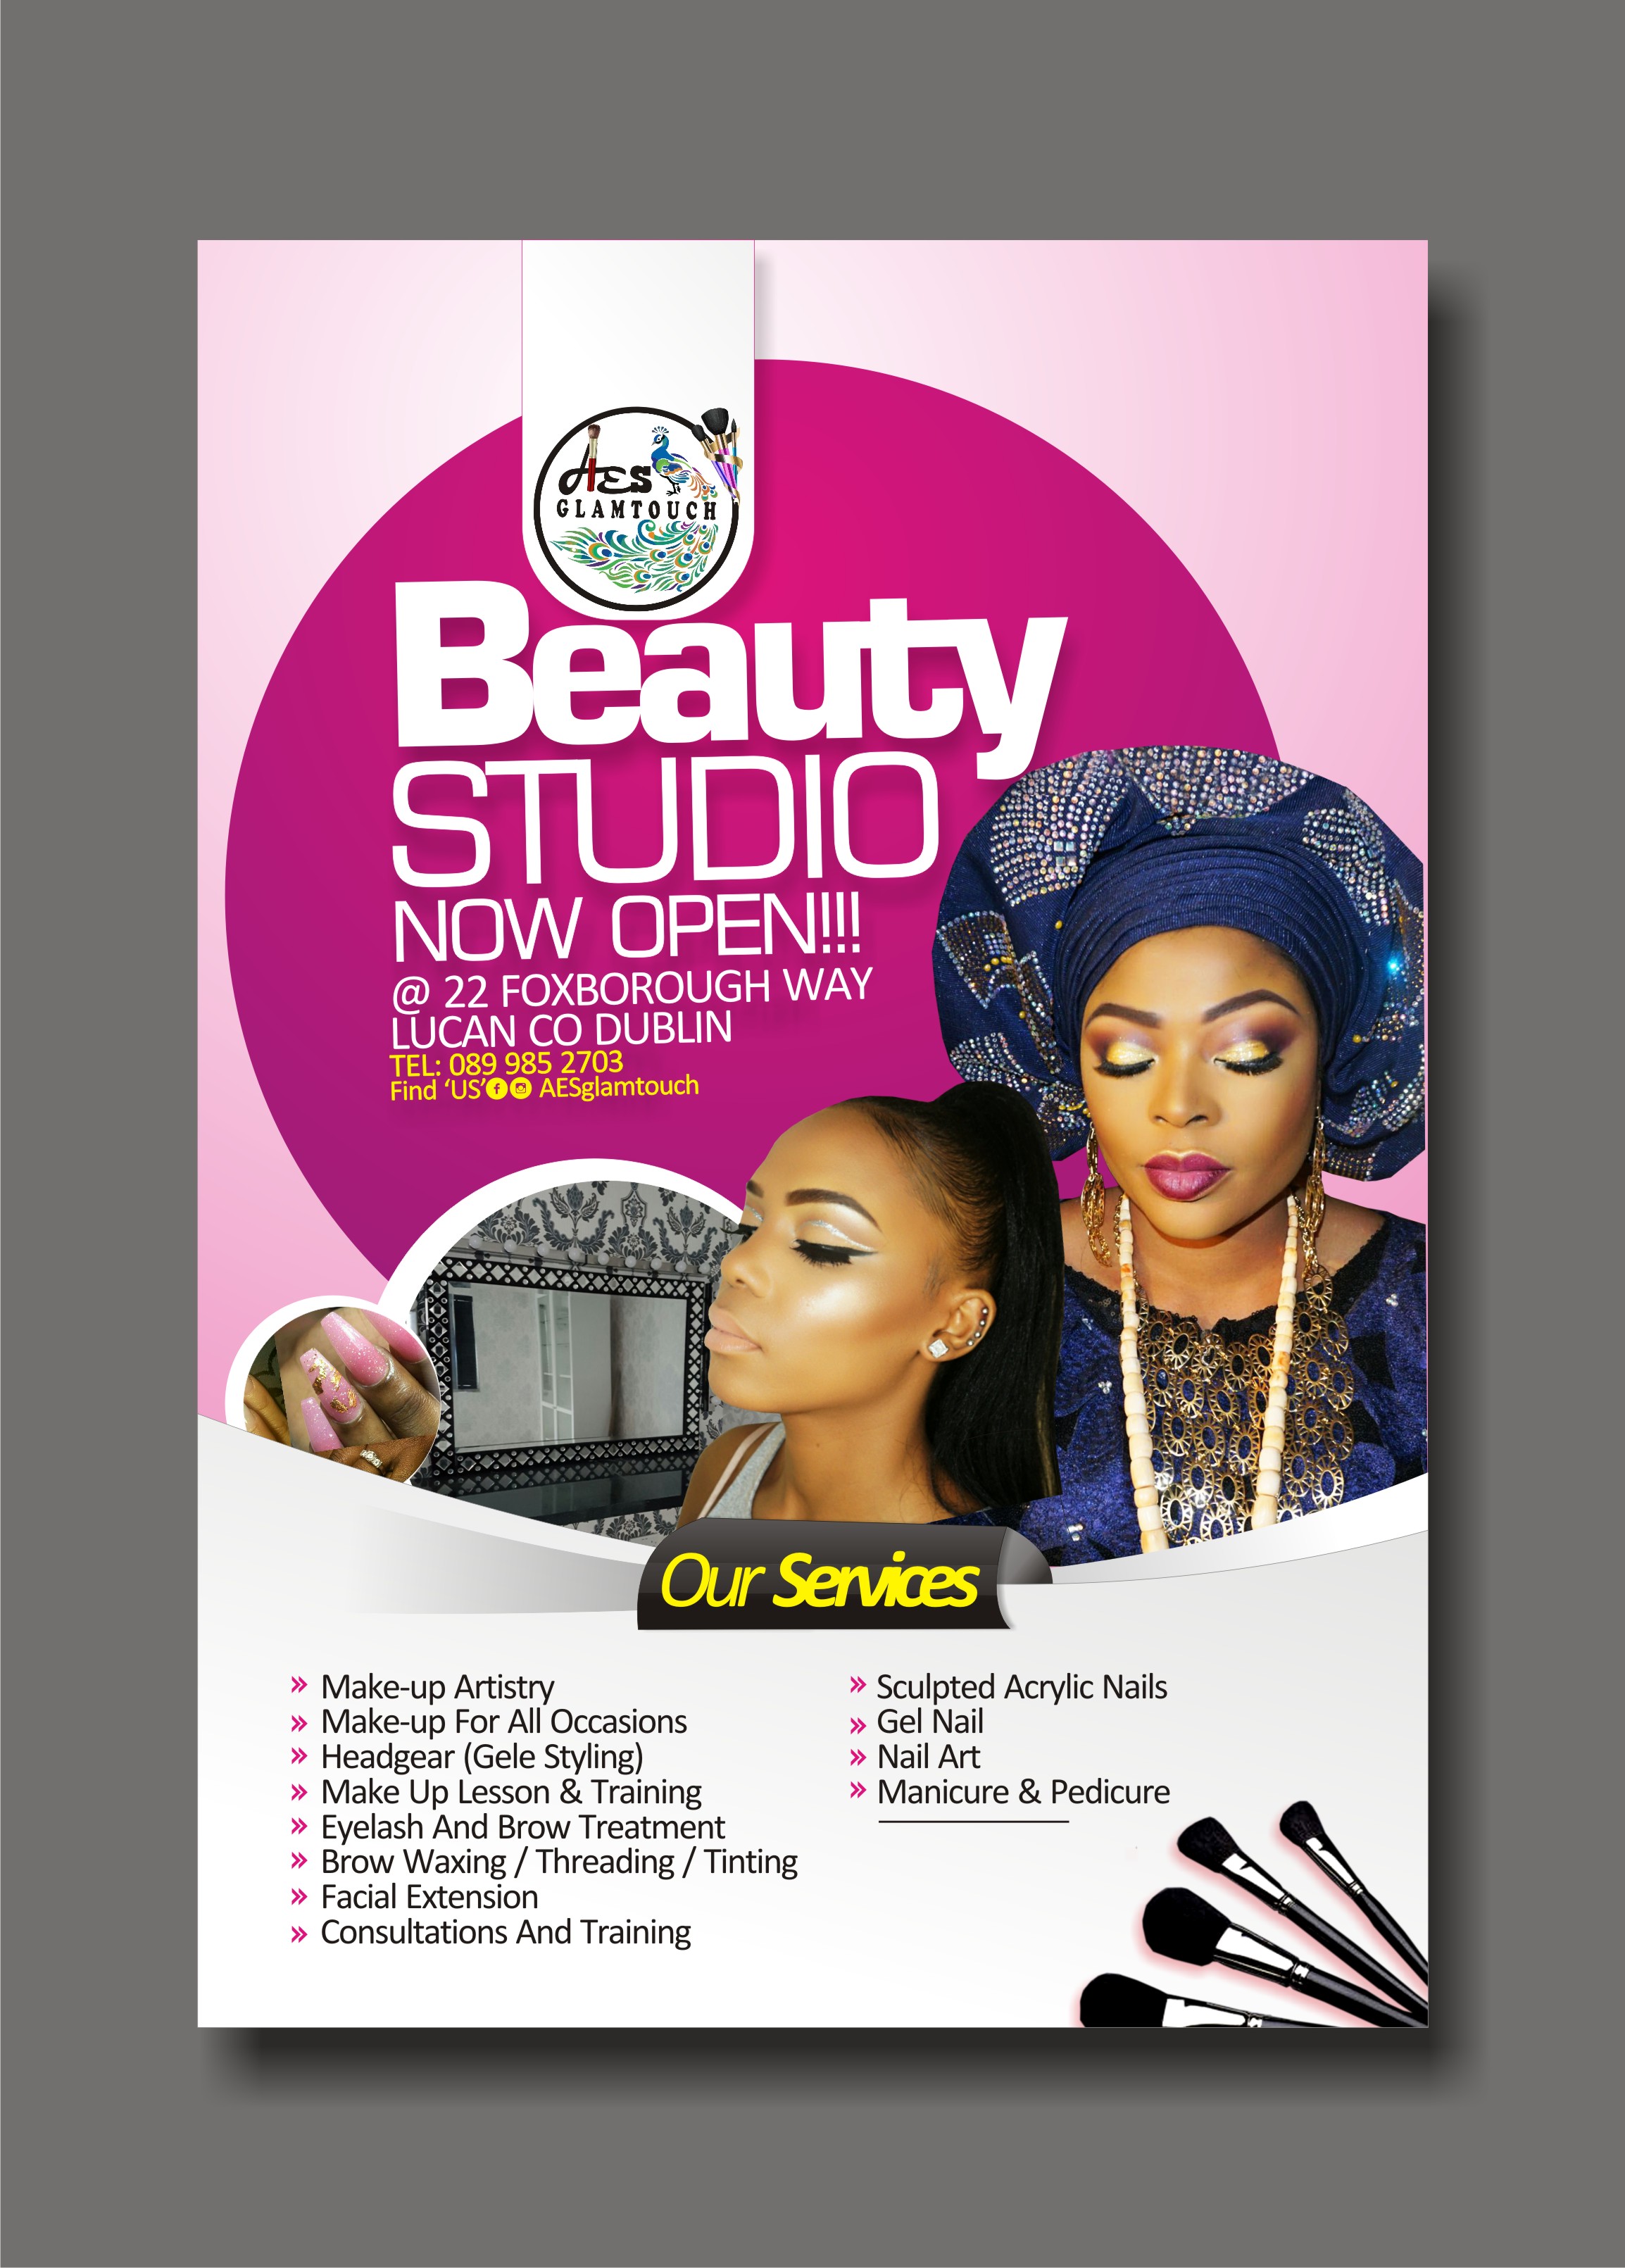 AES
GLAMTOUCH
Beauty
STUDIO
NOW OPEN!!!
@ 22 FOXBOROUGH WAY
LUCAN CO DUBLIN
TEL: 089 985 2703
Find ‘US’ AESglamtouch
Our Services
Make-up Artistry
Make-up For All Occasions
Headgear (Gele Styling)
Make Up Lesson & Training
Eyelash And Brow Treatment
Brow Waxing / Threading / Tinting
Facial Extension
Consultations And Training
Sculpted Acrylic Nails
Gel Nail
Nail Art
Manicure & Pedicure